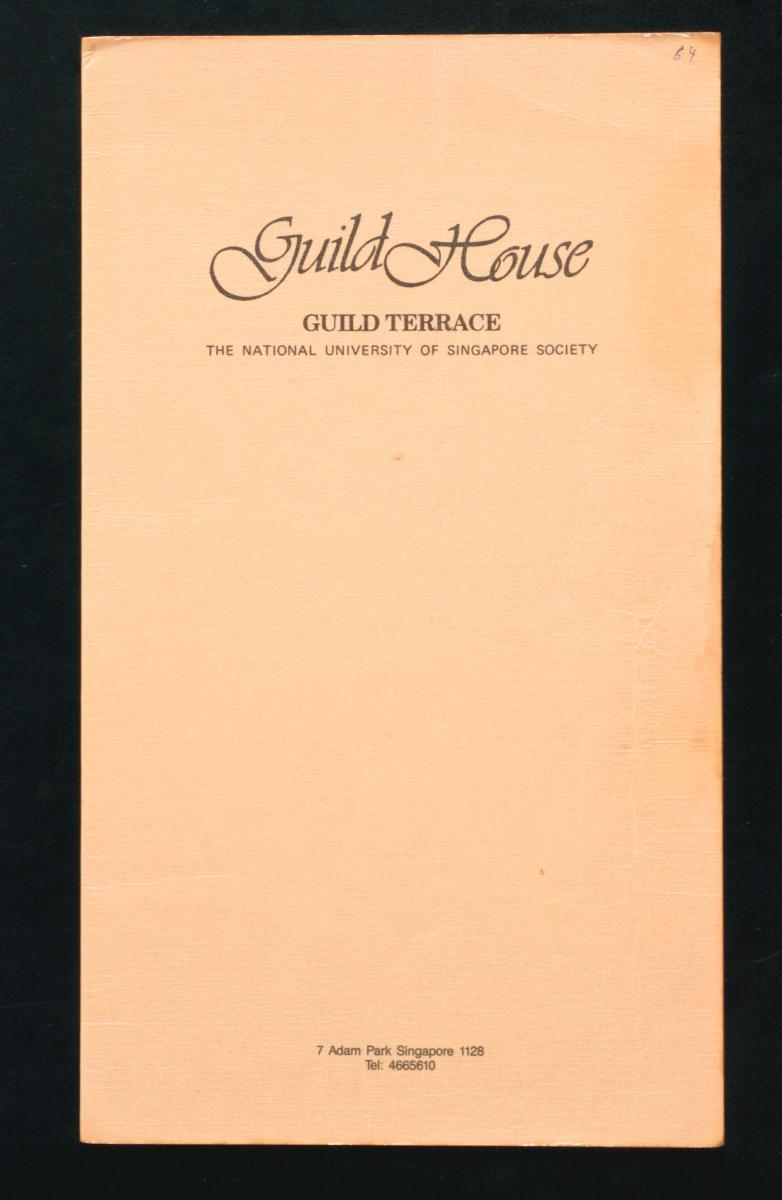 64
Guild House
GUILD TERRACE
THE NATIONAL UNIVERSITY OF SINGAPORE SOCIETY
7 Adam Park Singapore 1128
Tel: 4665610